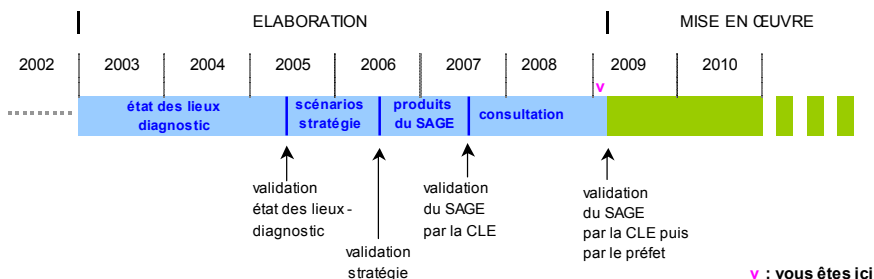 ELABORATION MISE EN ŒUVRE
2002 2003 2004 2005 2006 2007 2008 2009 2010
v
état des lieux
diagnostic
scénarios
stratégie
produits
du SAGE
consultation
validation
état des lieux -
diagnostic
validation
stratégie
validation
du SAGE
par la CLE
validation
du SAGE
par la CLE puis
par le préfet
v : vous êtes ici